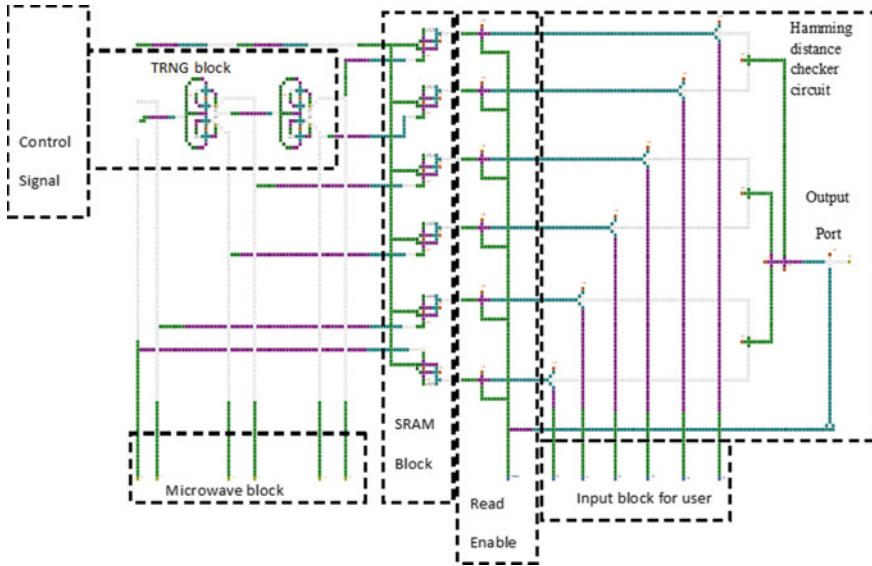 Control
Signal
TRNG block
Hamming
distance
checker
circuit
Output
Port
SRAM
Block
Read
Enable
Microwave block
Input block for user